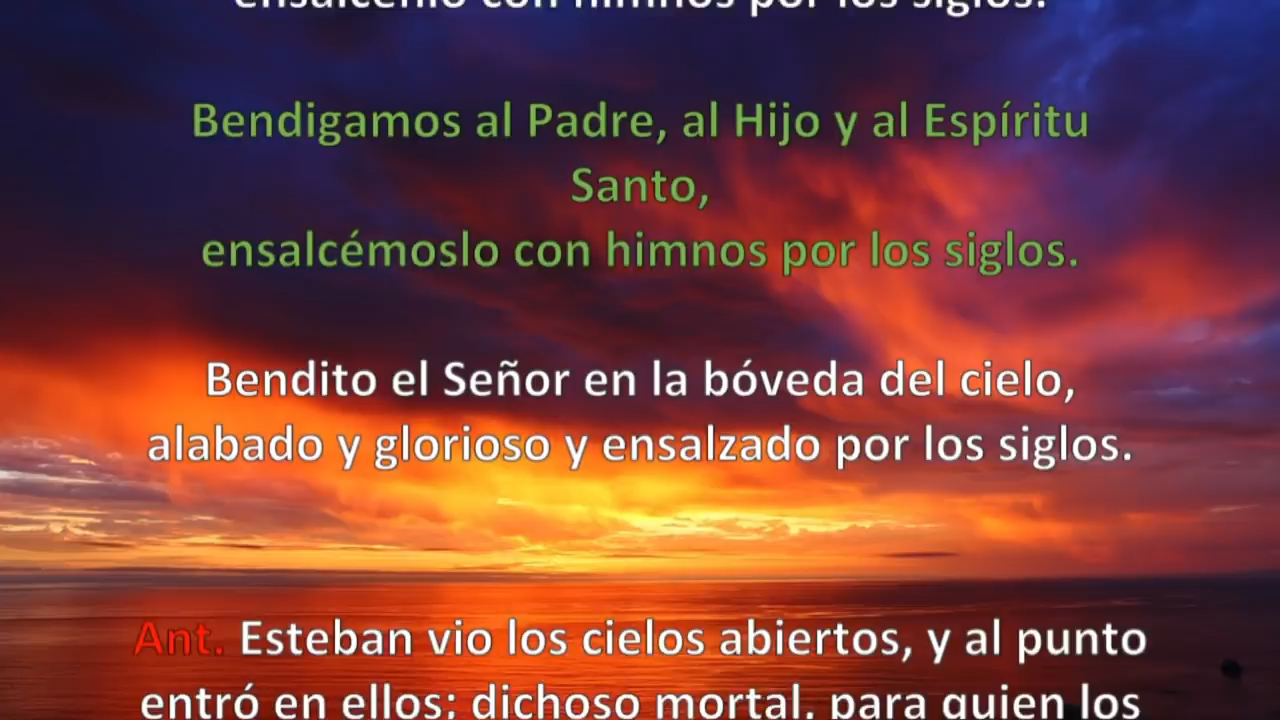 ensalcenlo con himnos por los siglos.
Bendigamos al Padre, al Hijo y al Espíritu
Santo,
ensalcémoslo con himnos por los siglos.
Bendito el Señor en la bóveda del cielo,
alabado y glorioso y ensalzado por los siglos.
Ant. Esteban vio los cielos abiertos, y al punto
entró en ellos; dichoso mortal, para quien los